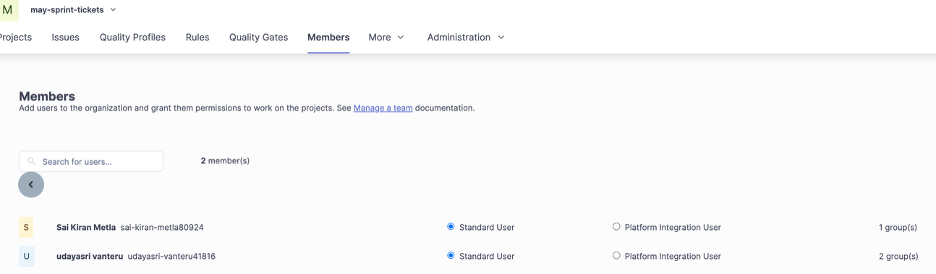 M may-sprint-tickets
Projects Issues Quality Profiles Rules Quality Gates Members More Administration
Members
Add users to the organization and grant them permissions to work on the projects. See Manage a team documentation.
Search for users... 2 member(s)
S Sai Kiran Metla sai-kiran-metla80924 Standard User Platform Integration User 1 group(s)
U udayasri vanteru udayasri-vanteru41816 Standard User Platform Integration User 2 group(s)